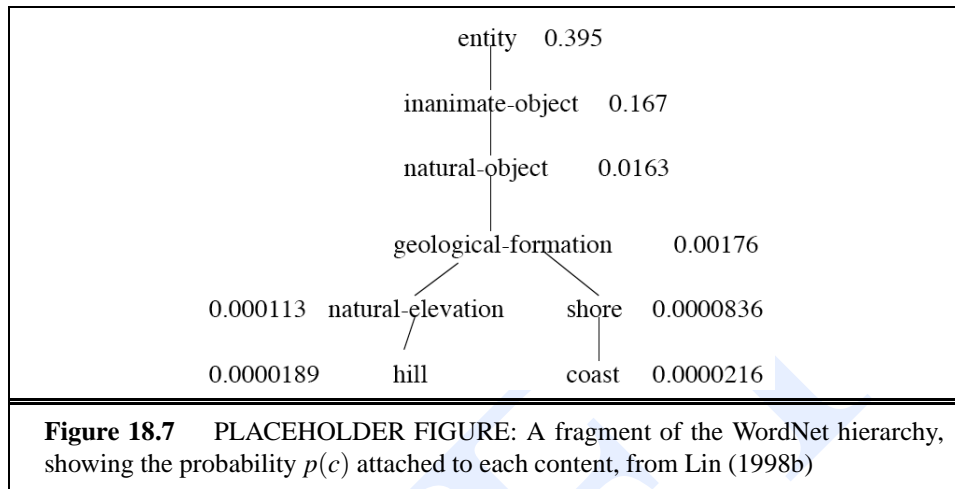 entity 0.395
inanimate-object 0.167
natural-object 0.0163
geological-formation 0.00176
0.000113 natural-elevation shore 0.0000836
0.0000189 hill coast 0.0000216
Figure 18.7 PLACEHOLDER FIGURE: A fragment of the WordNet hierarchy,
showing the probability p(c) attached to each content, from Lin (1998b)